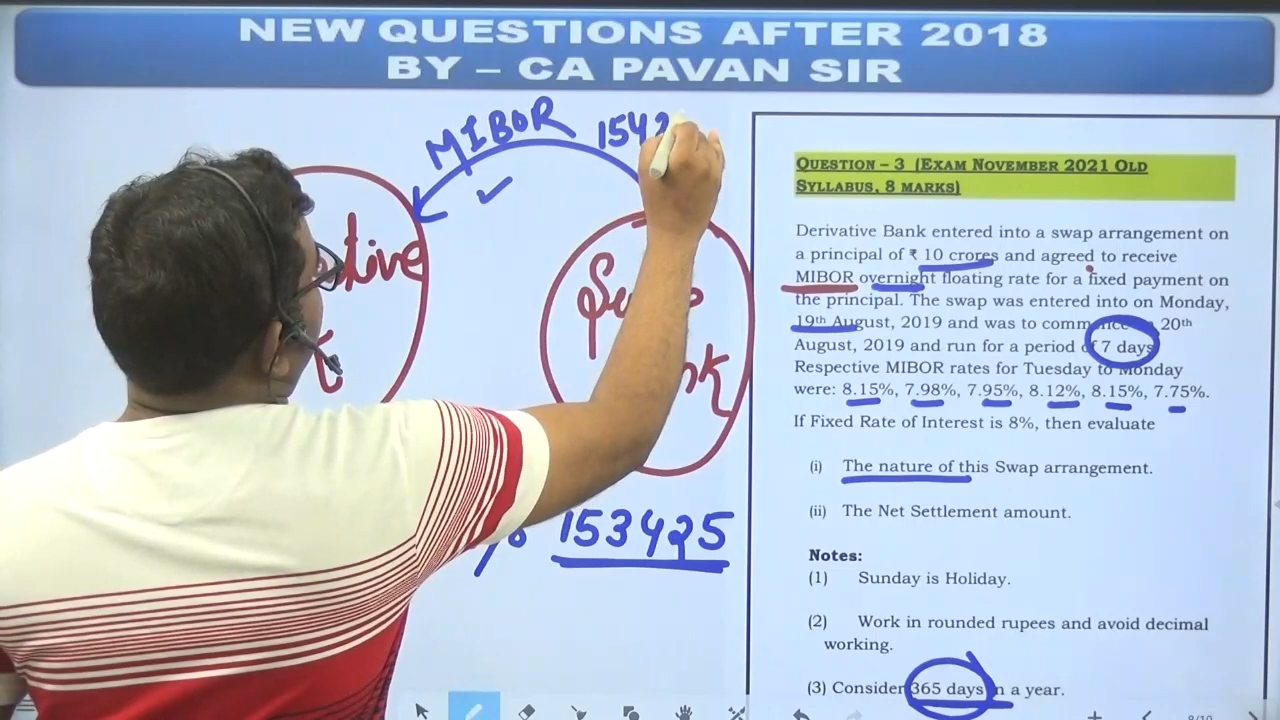 NEW QUESTIONS AFTER 2018
BY – CA PAVAN SIR
MIBOR
tive
153425
QUESTION – 3 (EXAM NOVEMBER 2021 OLD
SYLLABUS, 8 MARKS)
Derivative Bank entered into a swap arrangement on
a principal of ₹ 10 crores and agreed to receive
MIBOR overnight floating rate for a fixed payment on
the principal. The swap was entered into on Monday,
19th August, 2019 and was to commence 20th
August, 2019 and run for a period of 7 days.
Respective MIBOR rates for Tuesday to Monday
were: 8.15%, 7.98%, 7.95%, 8.12%, 8.15%, 7.75%.
If Fixed Rate of Interest is 8%, then evaluate
(i) The nature of this Swap arrangement.
(ii) The Net Settlement amount.
Notes:
(1) Sunday is Holiday.
(2) Work in rounded rupees and avoid decimal
working.
(3) Consider 365 days in a year.